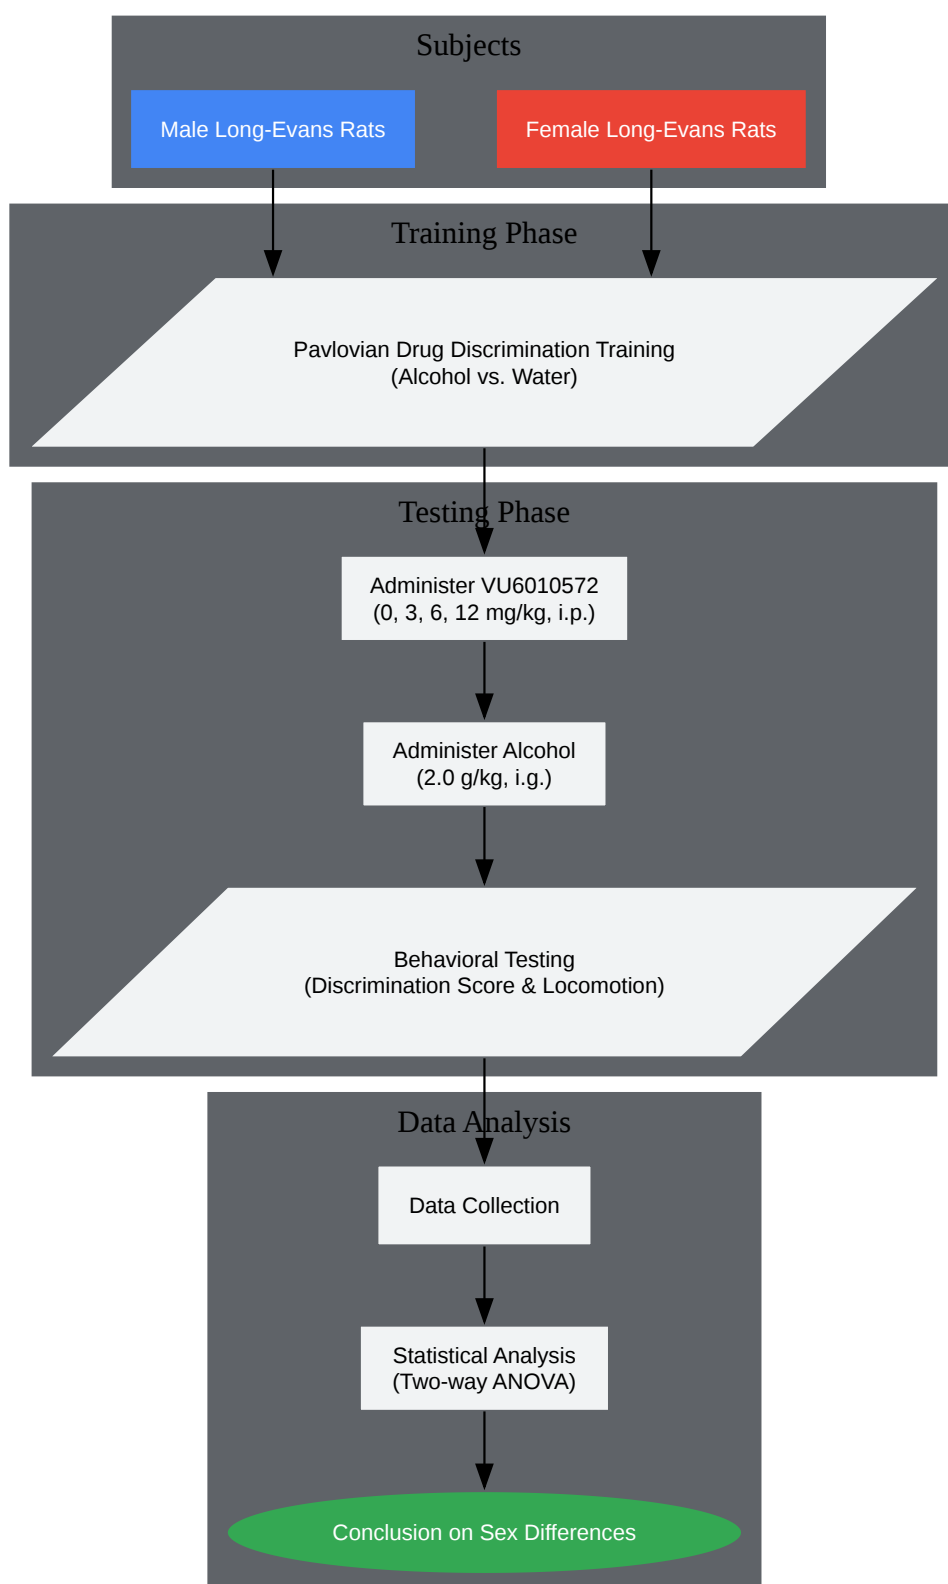 Subjects
Male Long-Evans Rats
Female Long-Evans Rats
Training Phase
Pavlovian Drug Discrimination Training
(Alcohol vs. Water)
Testing Phase
Administer VU6010572
(0, 3, 6, 12 mg/kg, i.p.)
Administer Alcohol
(2.0 g/kg, i.g.)
Behavioral Testing
(Discrimination Score & Locomotion)
Data Analysis
Data Collection
Statistical Analysis
(Two-way ANOVA)
Conclusion on Sex Differences